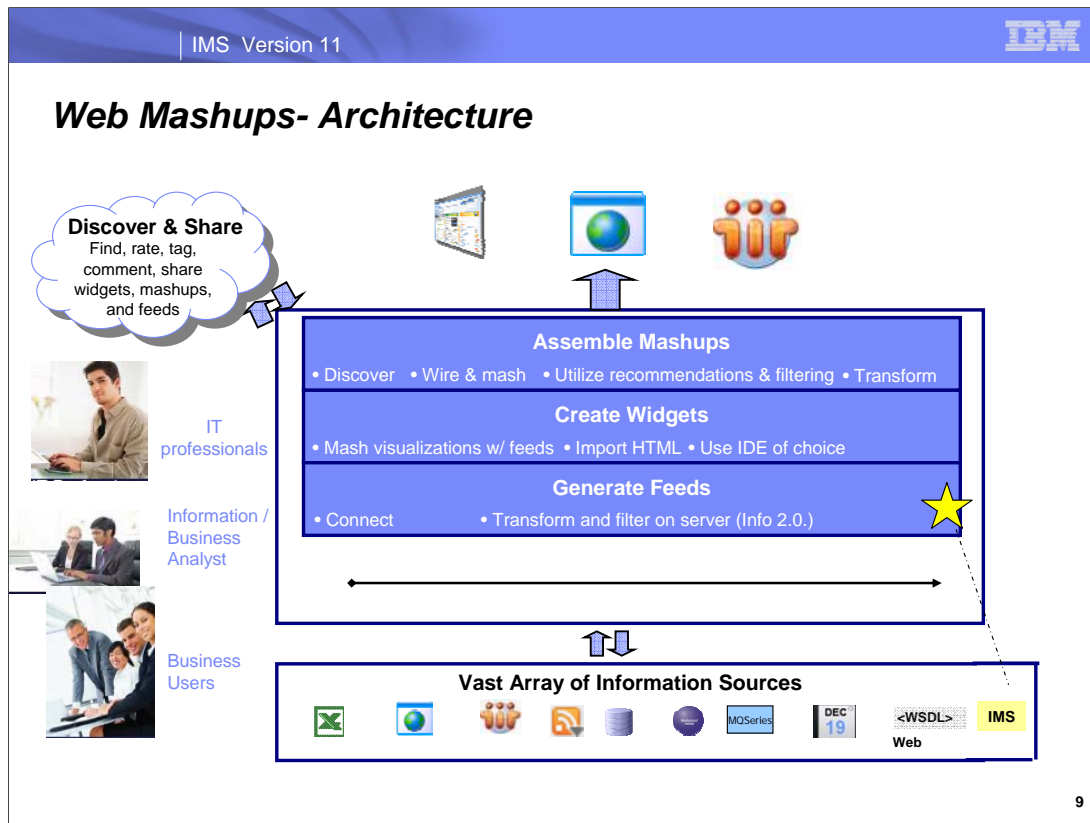 IMS Version 11
IBM
Web Mashups- Architecture
Discover & Share
Find, rate, tag,
comment, share
widgets, mashups,
and feeds
Assemble Mashups
• Discover • Wire & mash • Utilize recommendations & filtering • Transform
Create Widgets
• Mash visualizations w/ feeds • Import HTML • Use IDE of choice
Generate Feeds
• Connect • Transform and filter on server (Info 2.0.)
IT
professionals
Information /
Business
Analyst
Business
Users
Vast Array of Information Sources
MQSeries
DEC
19
<WSDL>
Web
IMS
9